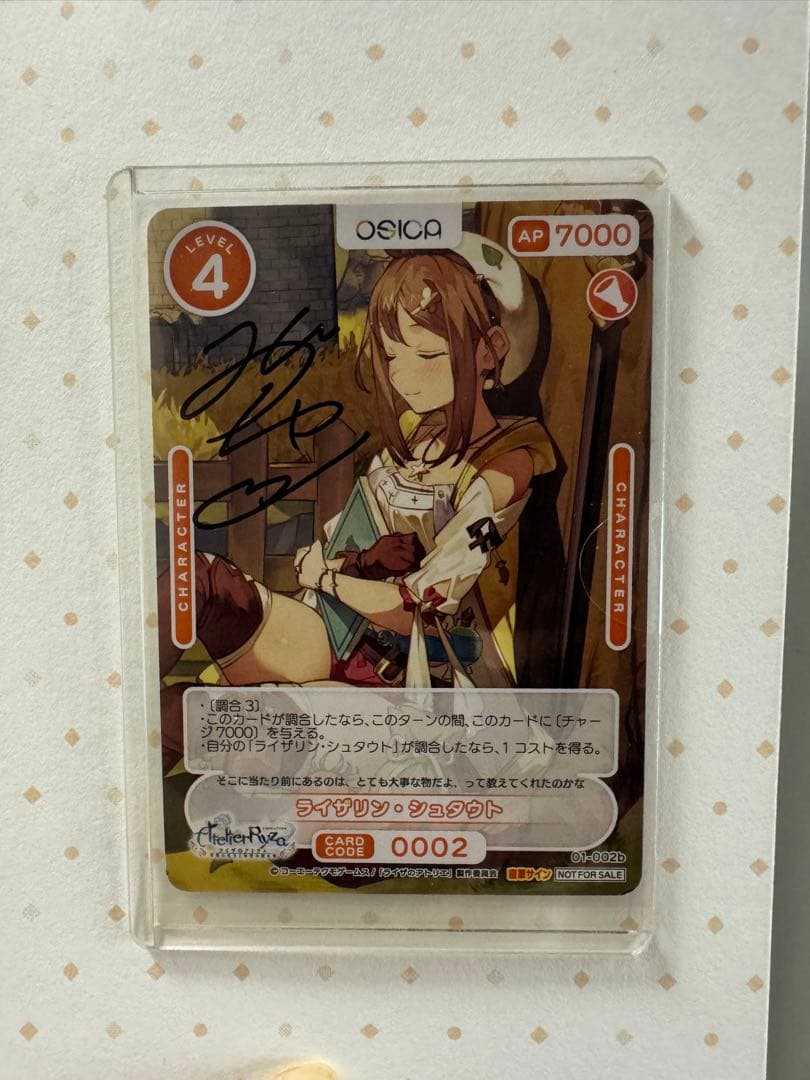 LEVEL
4
OSICA
AP 7000
CHARACTER
CHARACTER
・〔調合 3〕
・このカードが調合したなら、このターンの間、このカードに〔チャー
ジ 7000〕を与える。
・自分の「ライザリン・シュタウト」が調合したなら、1 コストを得る。
そこに当たり前にあるのは、とても大事な物だよ、って教えてくれたのかな
ライザリン・シュタウト
Atelier Ryza
CARD
CODE
0002
01-002b
© コーエーテクモゲームス / 「ライザのアトリエ」製作委員会
直筆サイン
NOT FOR SALE